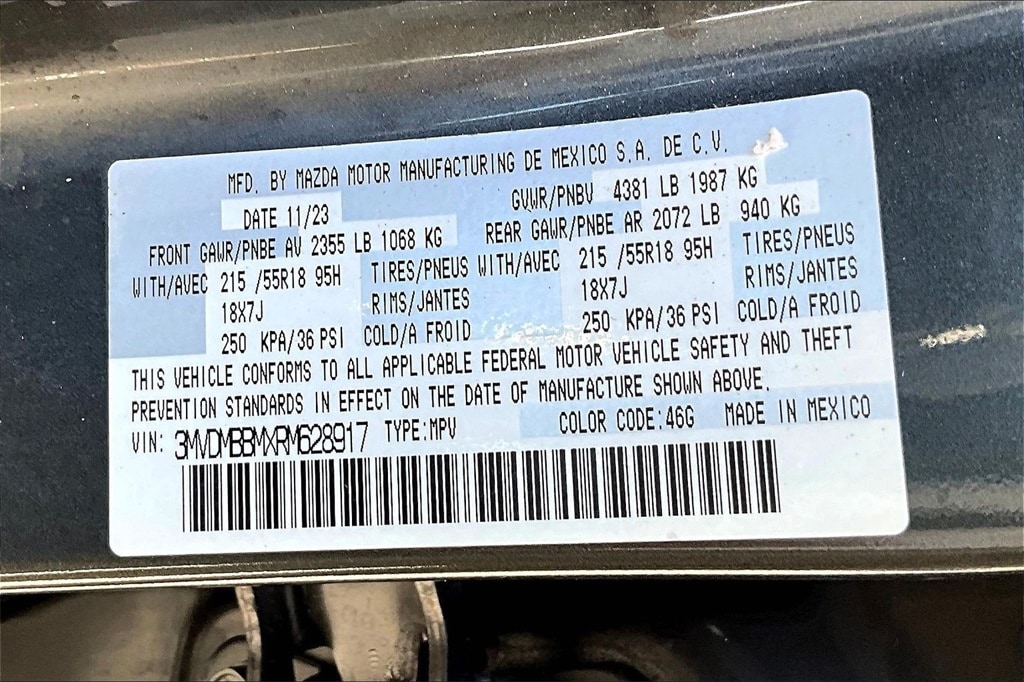 MFD. BY MAZDA MOTOR MANUFACTURING DE MEXICO S.A. DE C.V.
DATE 11/23 GVWR/PNBV 4381 LB 1987 KG
FRONT GAWR/PNBE AV 2355 LB 1068 KG REAR GAWR/PNBE AR 2072 LB 940 KG
WITH/AVEC 215 /55R18 95H TIRES/PNEUS WITH/AVEC 215 /55R18 95H TIRES/PNEUS
18X7J RIMS/JANTES 18X7J RIMS/JANTES
250 KPA/36 PSI COLD/A FROID 250 KPA/36 PSI COLD/A FROID
THIS VEHICLE CONFORMS TO ALL APPLICABLE FEDERAL MOTOR VEHICLE SAFETY AND THEFT
PREVENTION STANDARDS IN EFFECT ON THE DATE OF MANUFACTURE SHOWN ABOVE.
VIN: 3MVDMBBMXRM628917 TYPE:MPV COLOR CODE:46G MADE IN MEXICO